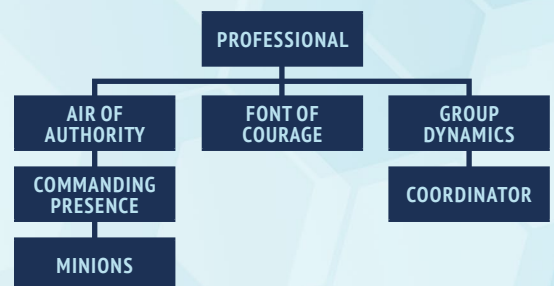 PROFESSIONAL
AIR OF
AUTHORITY
FONT OF
COURAGE
GROUP
DYNAMICS
COMMANDING
PRESENCE
COORDINATOR
MINIONS